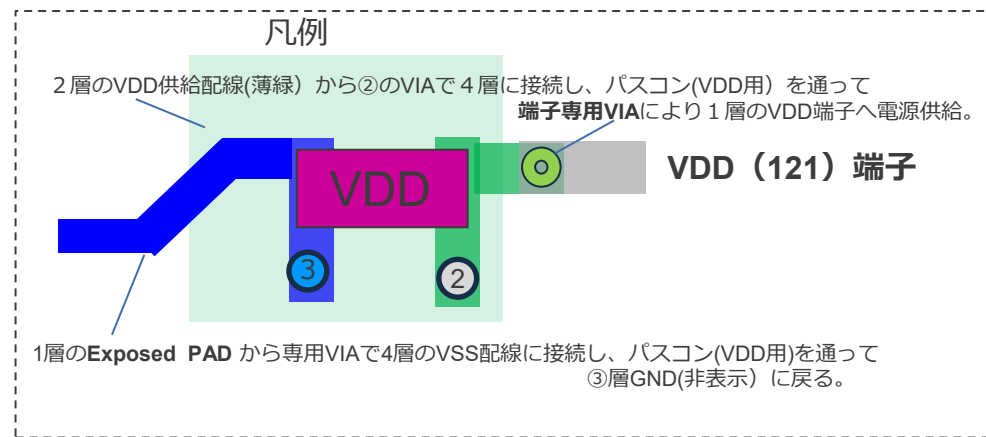 凡例
２層のVDD供給配線(薄緑）から②のVIAで４層に接続し、パスコン(VDD用）を通って
端子専用VIAにより１層のVDD端子へ電源供給。
VDD（121）端子
VDD
③
②
1層のExposed PAD から専用VIAで4層のVSS配線に接続し、パスコン(VDD用)を通って
③層GND(非表示）に戻る。